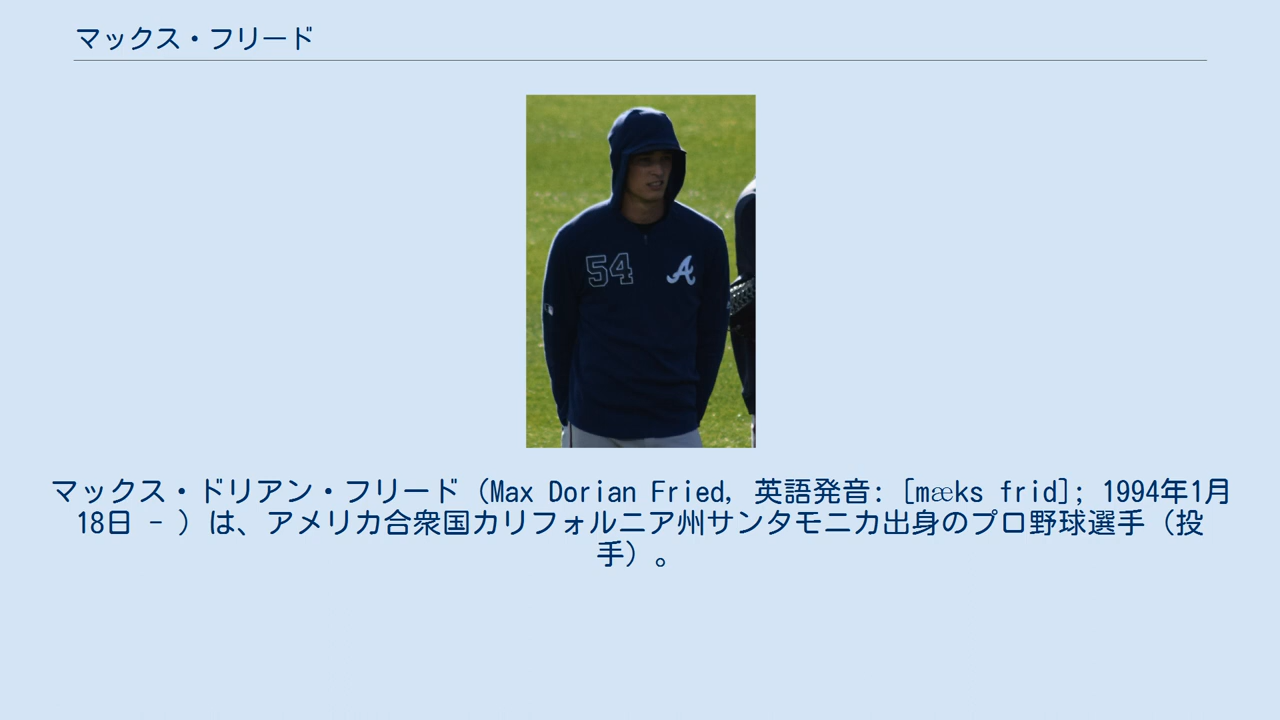 マックス・フリード
54
A
マックス・ドリアン・フリード（Max Dorian Fried, 英語発音: [mæks frid]; 1994年1月
18日 - ）は、アメリカ合衆国カリフォルニア州サンタモニカ出身のプロ野球選手（投
手）。